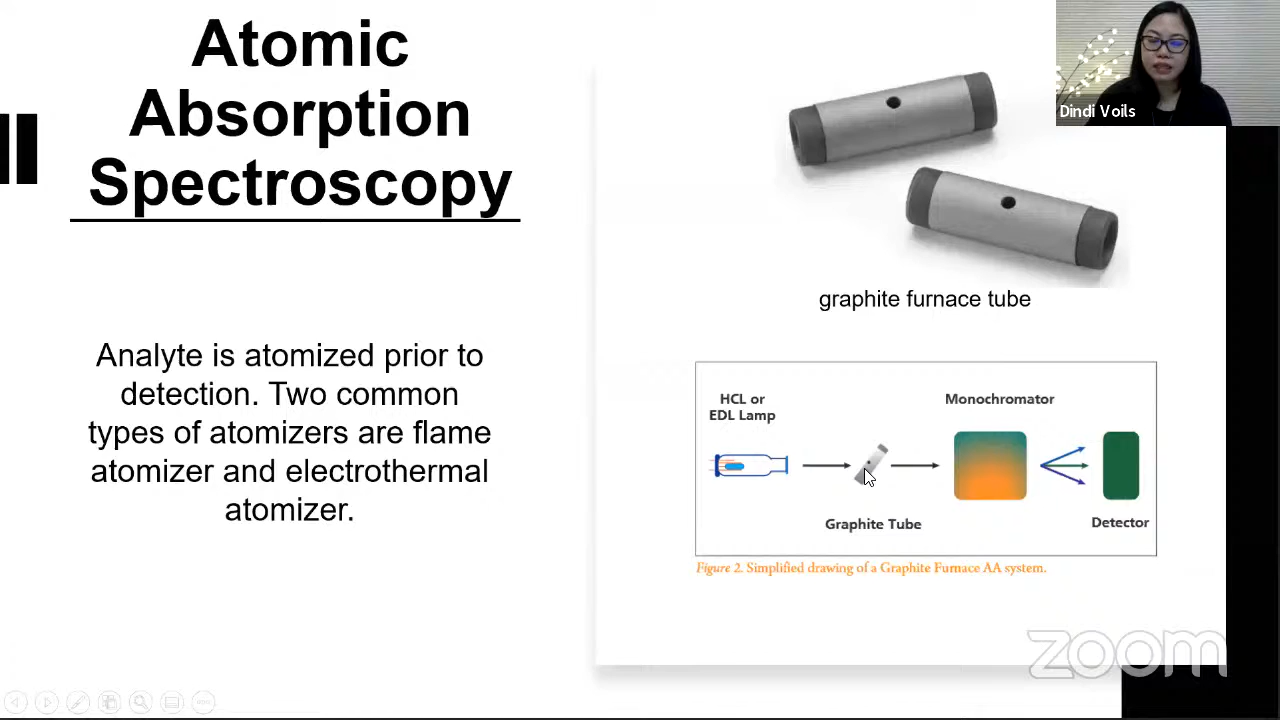 Atomic
Absorption
Spectroscopy
Analyte is atomized prior to
detection. Two common
types of atomizers are flame
atomizer and electrothermal
atomizer.
Dindi Voils
graphite furnace tube
HCL or
EDL Lamp
Monochromator
Graphite Tube
Detector
Figure 2. Simplified drawing of a Graphite Furnace AA system.
zoom